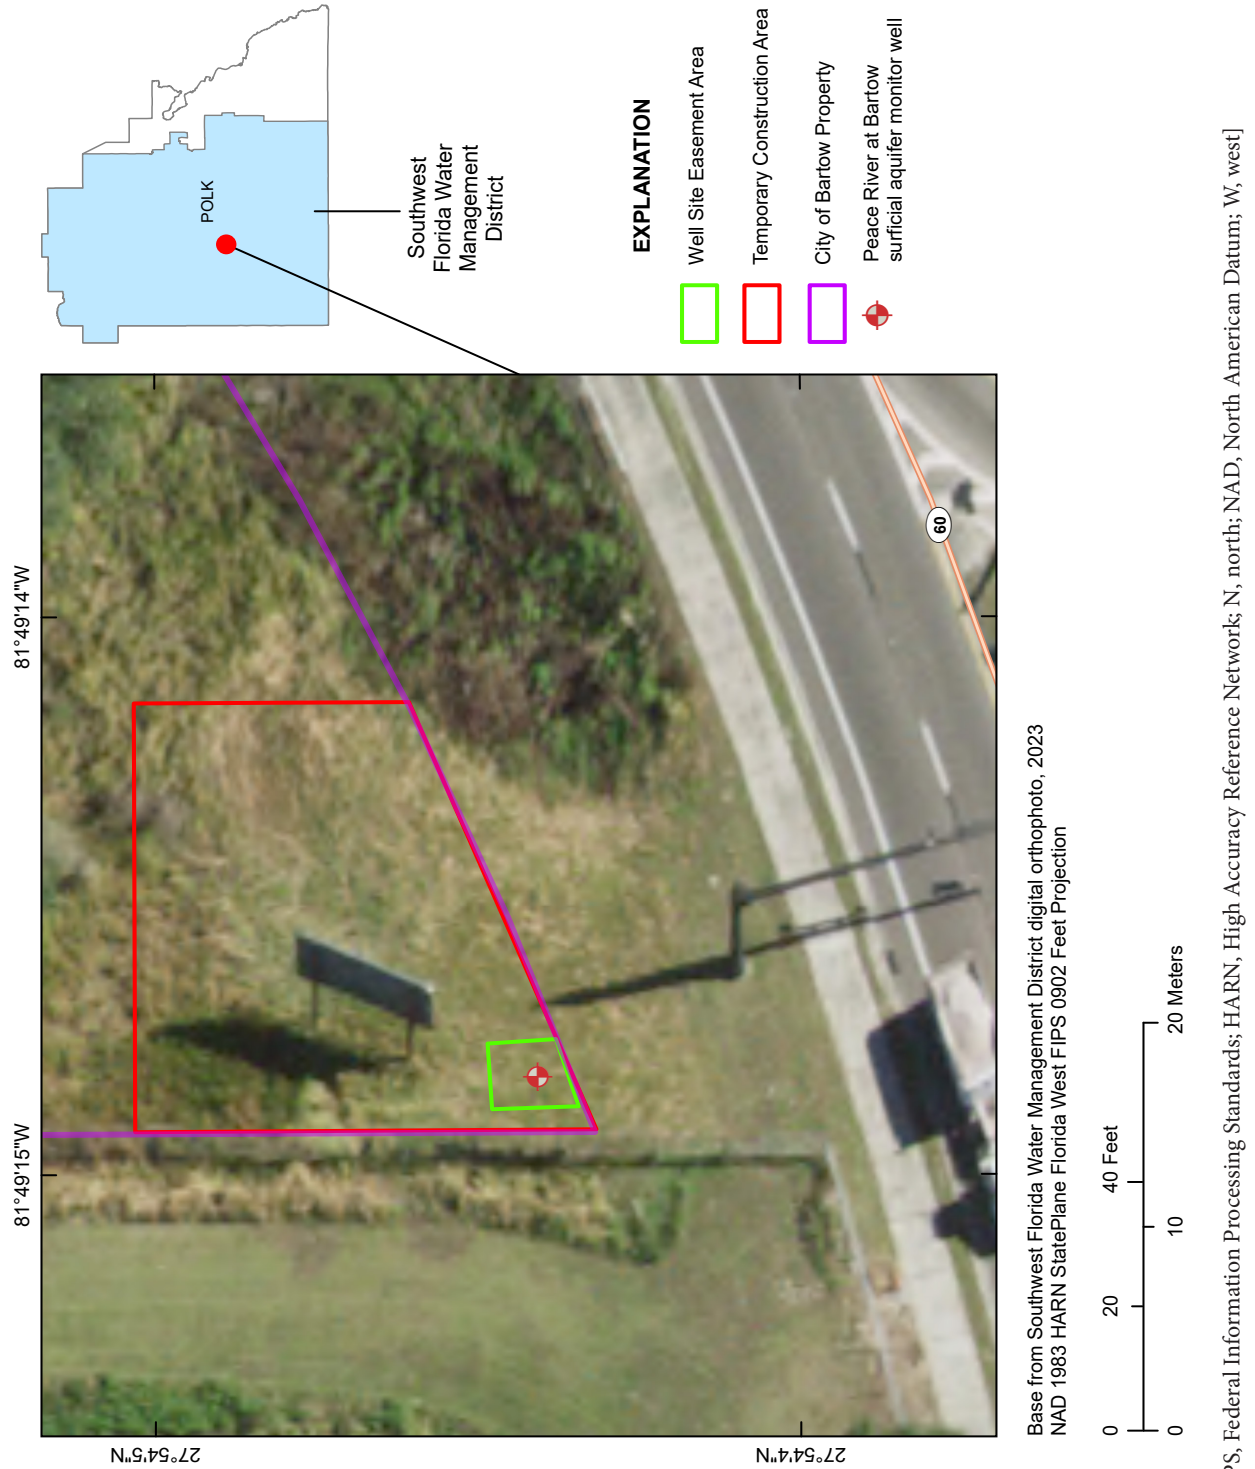 81°49'15"W
81°49'14"W
27°54'5"N
27°54'4"N
60
POLK
Southwest
Florida Water
Management
District
EXPLANATION
Well Site Easement Area
Temporary Construction Area
City of Bartow Property
Peace River at Bartow
surficial aquifer monitor well
Base from Southwest Florida Water Management District digital orthophoto, 2023
NAD 1983 HARN StatePlane Florida West FIPS 0902 Feet Projection
0 20 40 Feet
0 10 20 Meters
PS, Federal Information Processing Standards; HARN, High Accuracy Reference Network; N, north; NAD, North American Datum; W, west]